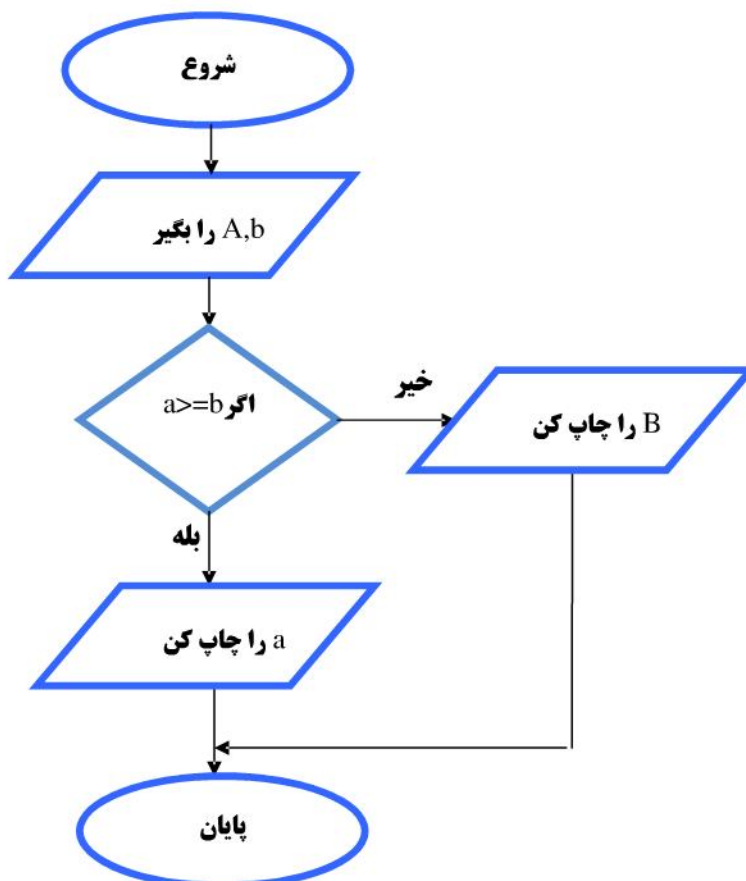 شروع
A,b را بگیر
اگر a>=b
خیر
B را چاپ کن
بله
a را چاپ کن
پایان